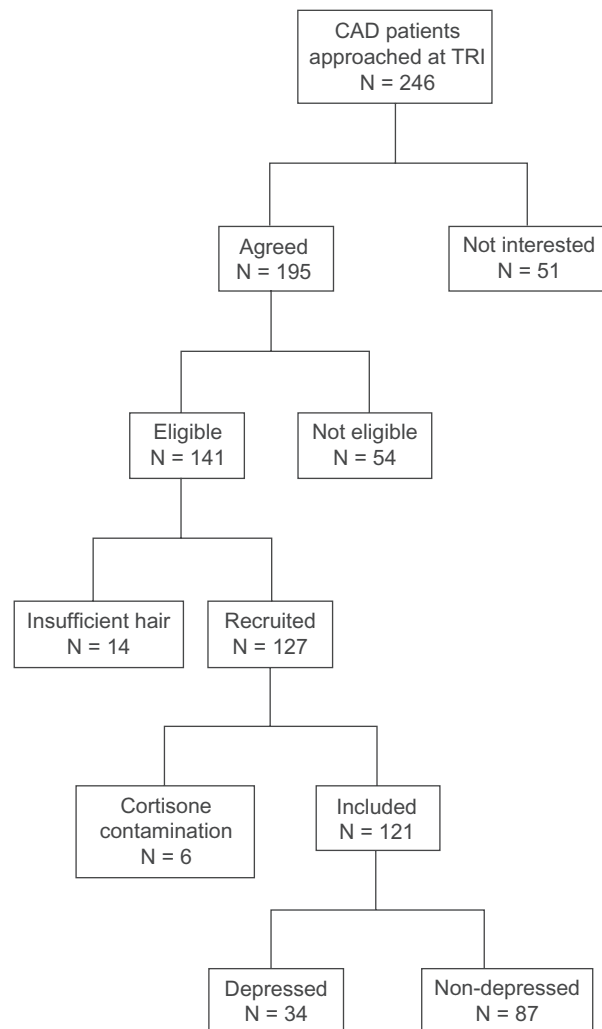 CAD patients
approached at TRI
N = 246
Agreed
N = 195
Not interested
N = 51
Eligible
N = 141
Not eligible
N = 54
Insufficient hair
N = 14
Recruited
N = 127
Cortisone
contamination
N = 6
Included
N = 121
Depressed
N = 34
Non-depressed
N = 87